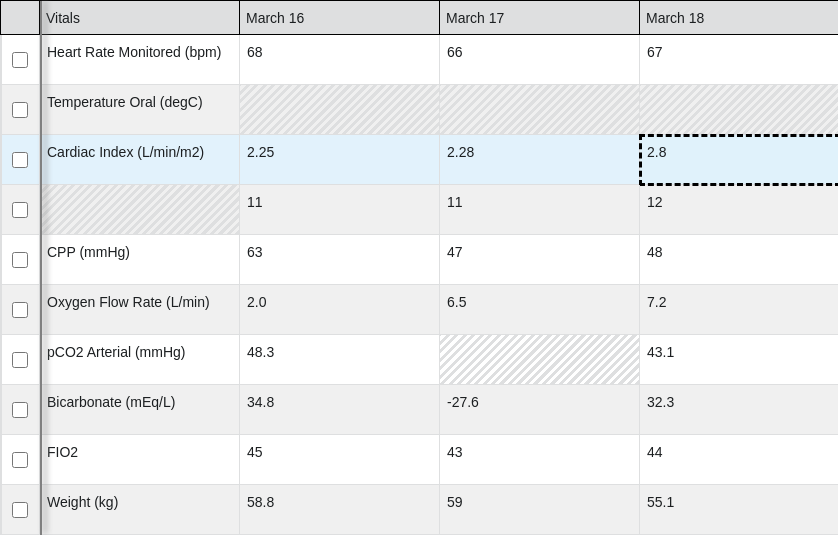 Vitals March 16 March 17 March 18
Heart Rate Monitored (bpm) 68 66 67
Temperature Oral (degC)
Cardiac Index (L/min/m2) 2.25 2.28 2.8
11 11 12
CPP (mmHg) 63 47 48
Oxygen Flow Rate (L/min) 2.0 6.5 7.2
pCO2 Arterial (mmHg) 48.3 43.1
Bicarbonate (mEq/L) 34.8 -27.6 32.3
FIO2 45 43 44
Weight (kg) 58.8 59 55.1